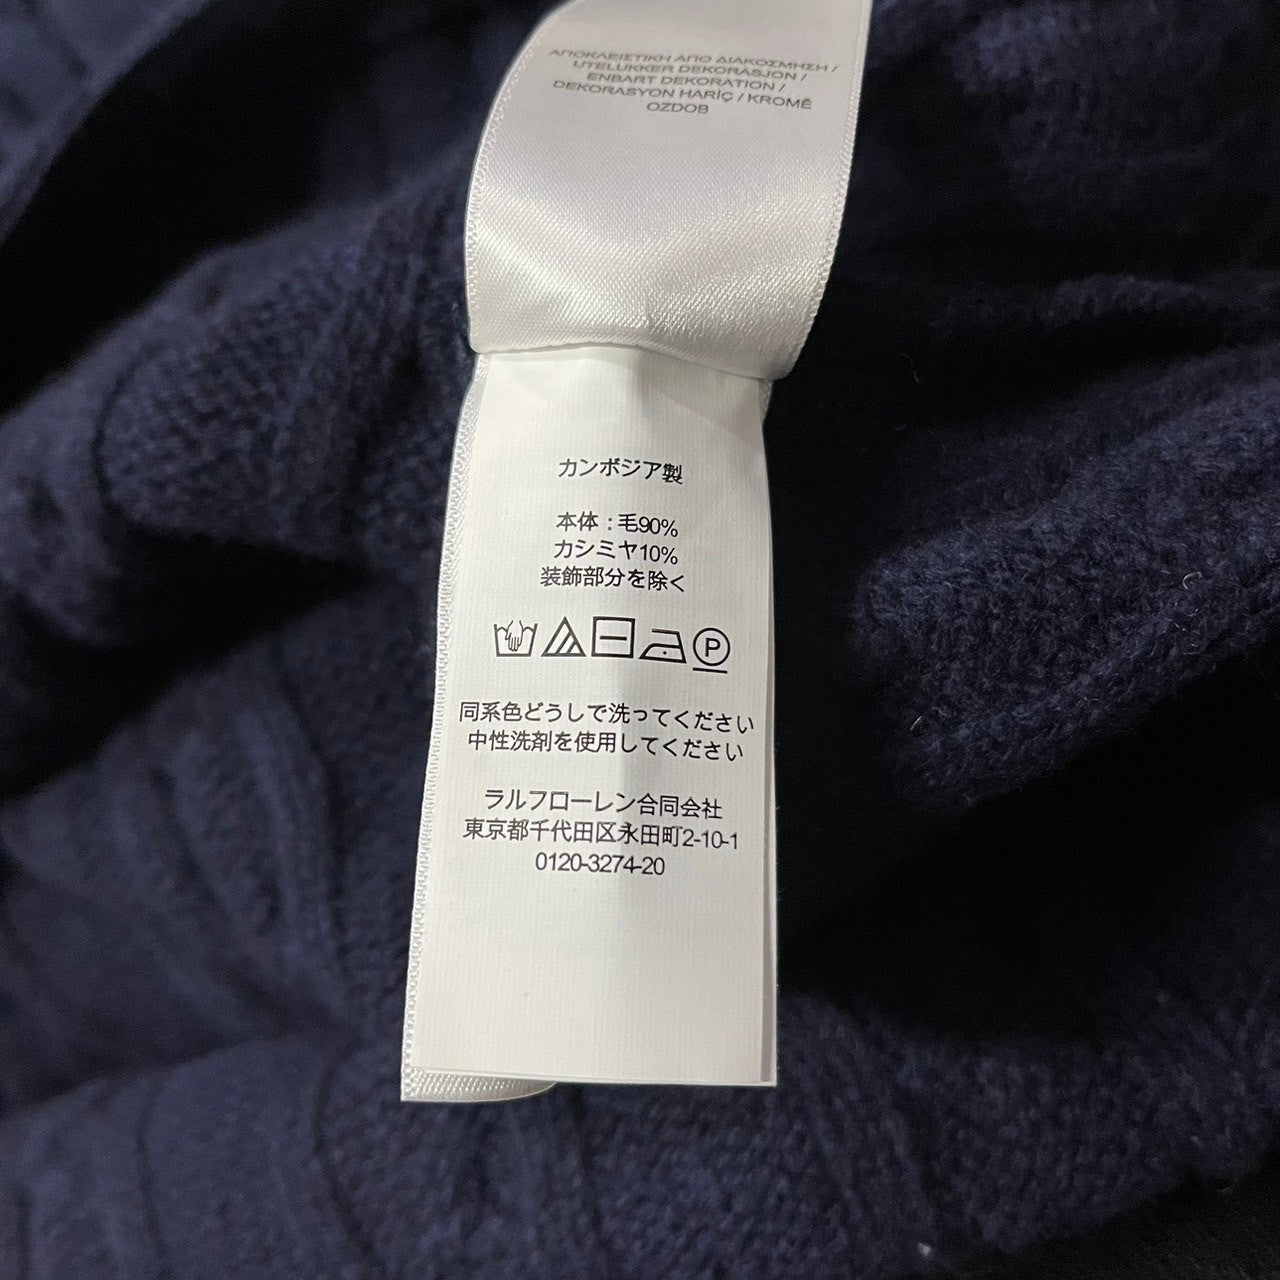 ΑΠΟΚΛΕΙΣΤΙΚΗ ΑΠΟ ΔΙΑΚΟΣΜΗΣΗ /
UTELUKKER DEKORASJON /
ENBART DEKORATION /
DEKORASYON HARİÇ / KROMĚ
OZDOB
カンボジア製
本体 : 毛90%
カシミヤ10%
装飾部分を除く
P
同系色どうしで洗ってください
中性洗剤を使用してください
ラルフローレン合同会社
東京都千代田区永田町2-10-1
0120-3274-20